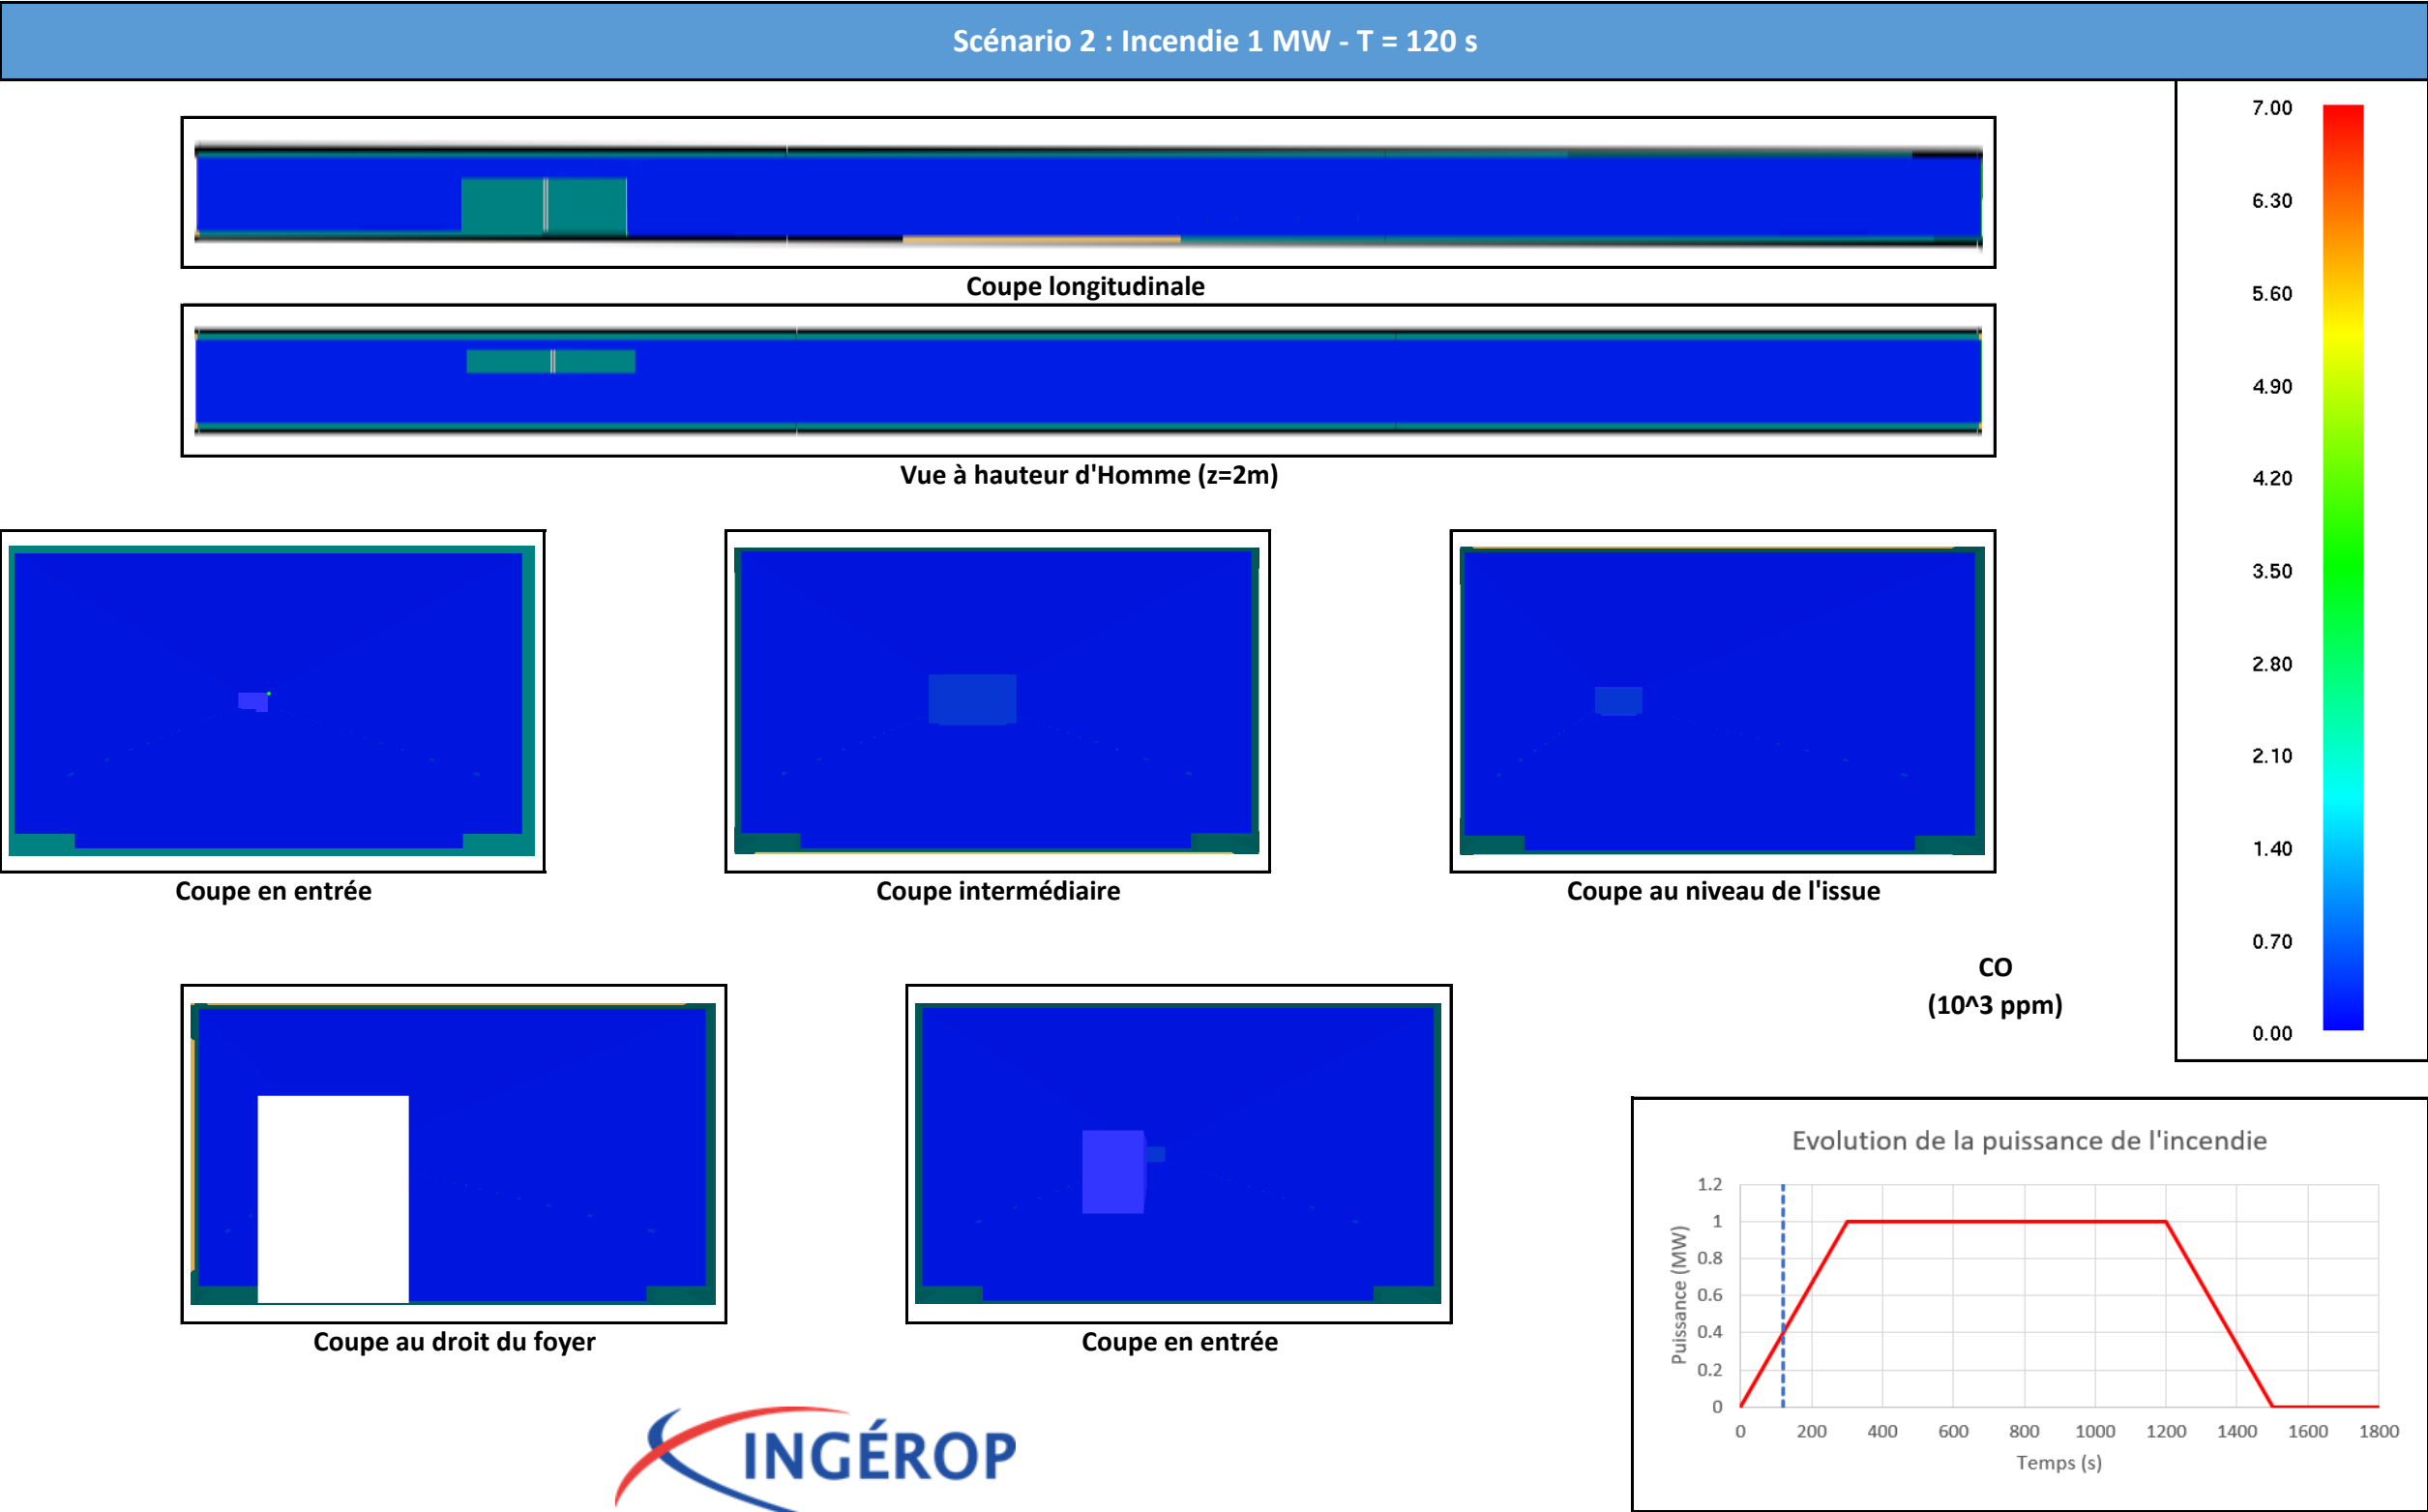 Scénario 2 : Incendie 1 MW - T = 120 s
Coupe longitudinale
Vue à hauteur d'Homme (z=2m)
Coupe en entrée
Coupe intermédiaire
Coupe au niveau de l'issue
Coupe au droit du foyer
Coupe en entrée
7.00
6.30
5.60
4.90
4.20
3.50
2.80
2.10
1.40
0.70
0.00
CO
(10^3 ppm)
Evolution de la puissance de l'incendie
Puissance (MW)
1.2
1
0.8
0.6
0.4
0.2
0
0 200 400 600 800 1000 1200 1400 1600 1800
Temps (s)
INGÉROP